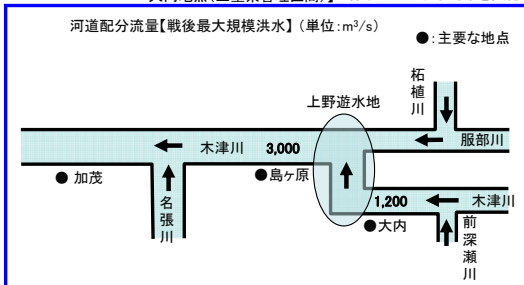 河道配分流量【戦後最大規模洪水】(単位:m³/s)
●:主要な地点
柘植川
上野遊水地
木津川
3,000
服部川
●加茂
●島ヶ原
名張川
1,200
木津川
●大内
前深瀬川